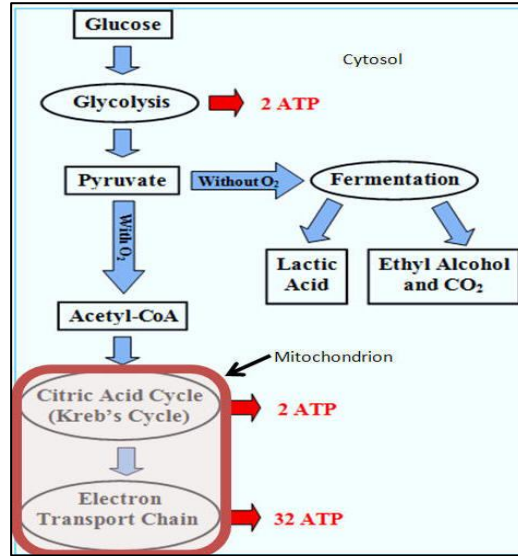 Glucose
Cytosol
Glycolysis
2 ATP
Pyruvate
Without O₂
Fermentation
With O₂
Lactic
Acid
Ethyl Alcohol
and CO₂
Acetyl-CoA
Mitochondrion
Citric Acid Cycle
(Kreb's Cycle)
2 ATP
Electron
Transport Chain
32 ATP